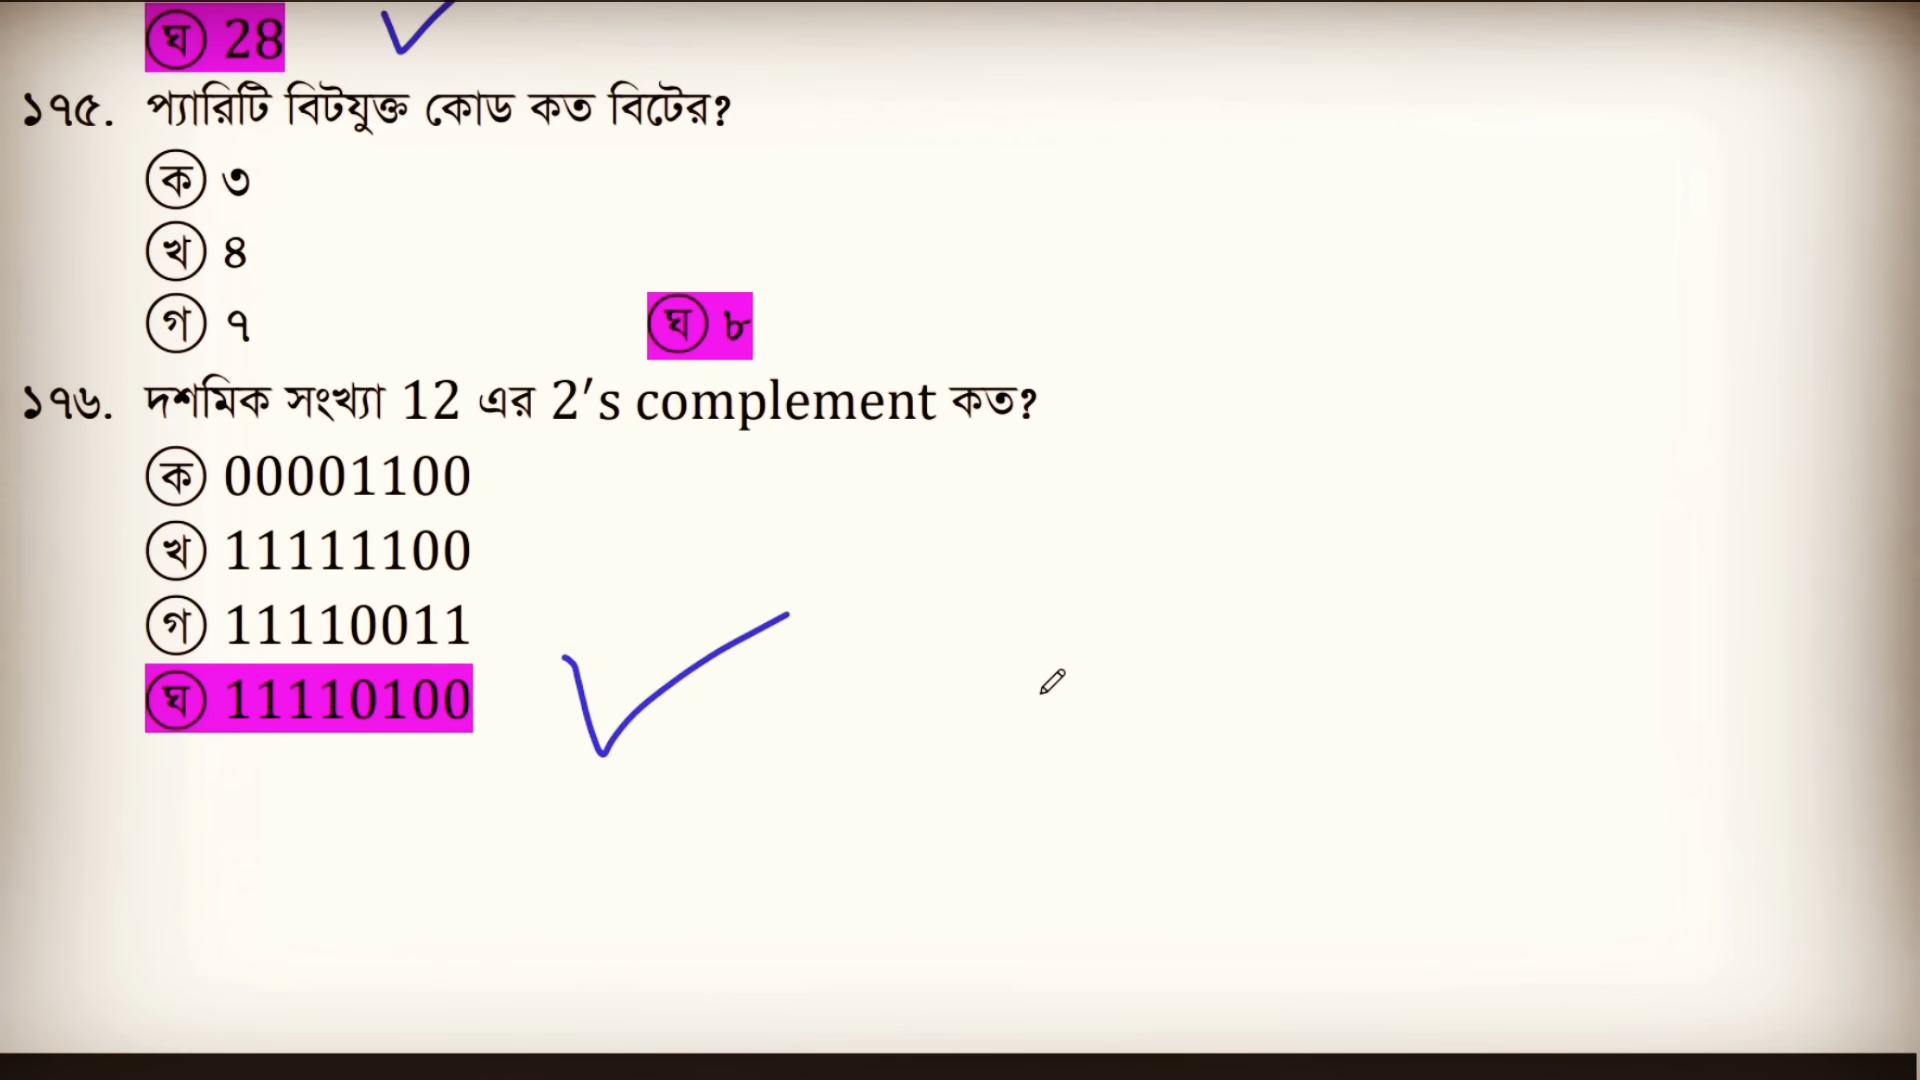 ঘ 28
১৭৫. প্যারিটি বিটযুক্ত কোড কত বিটের?
ক ৩
খ ৪
গ ৭ ঘ ৮
১৭৬. দশমিক সংখ্যা 12 এর 2′s complement কত?
ক 00001100
খ 11111100
গ 11110011
ঘ 11110100